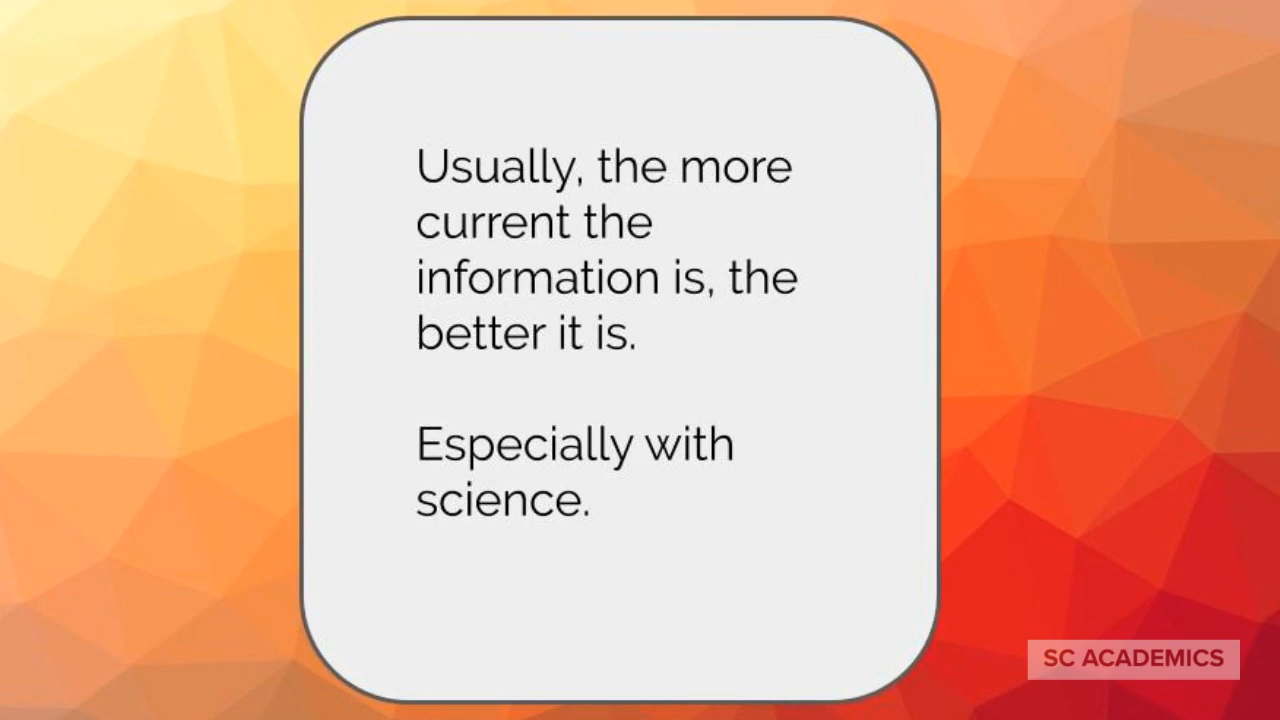 Usually, the more
current the
information is, the
better it is.
Especially with
science.
SC ACADEMICS